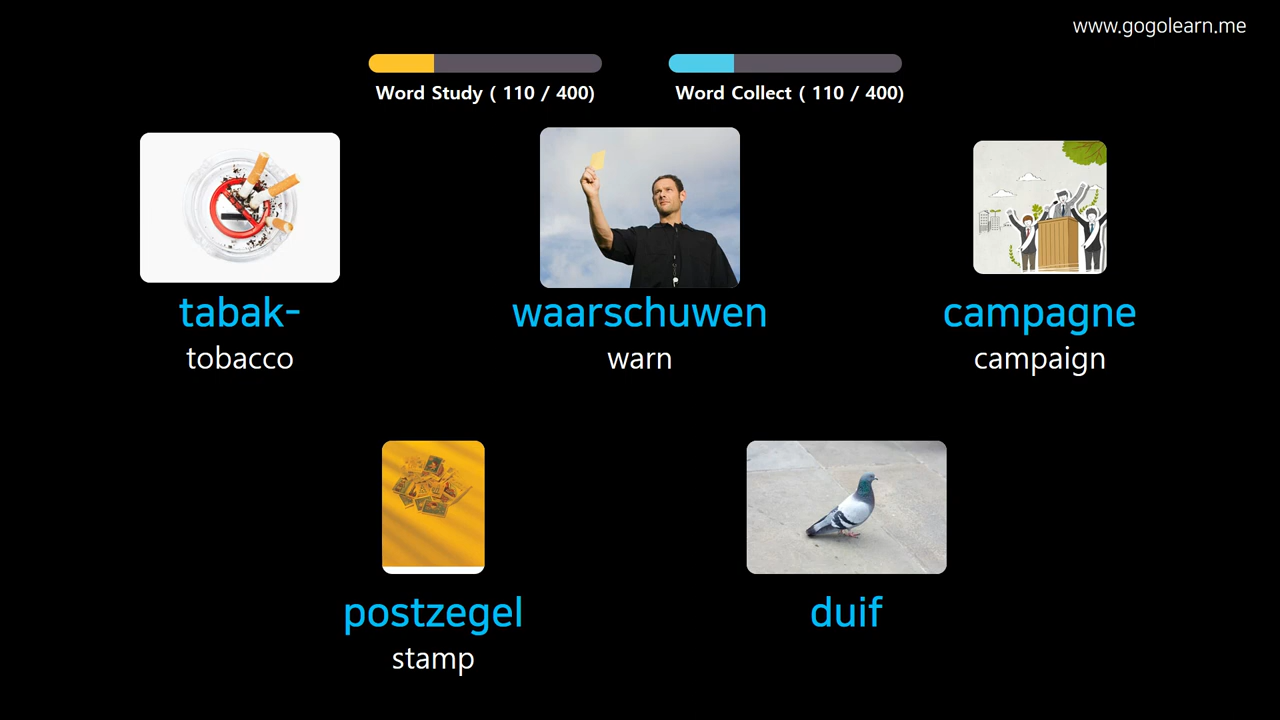 www.gogolearn.me
Word Study ( 110 / 400)
Word Collect ( 110 / 400)
tabak-
waarschuwen
campagne
tobacco
warn
campaign
postzegel
duif
stamp